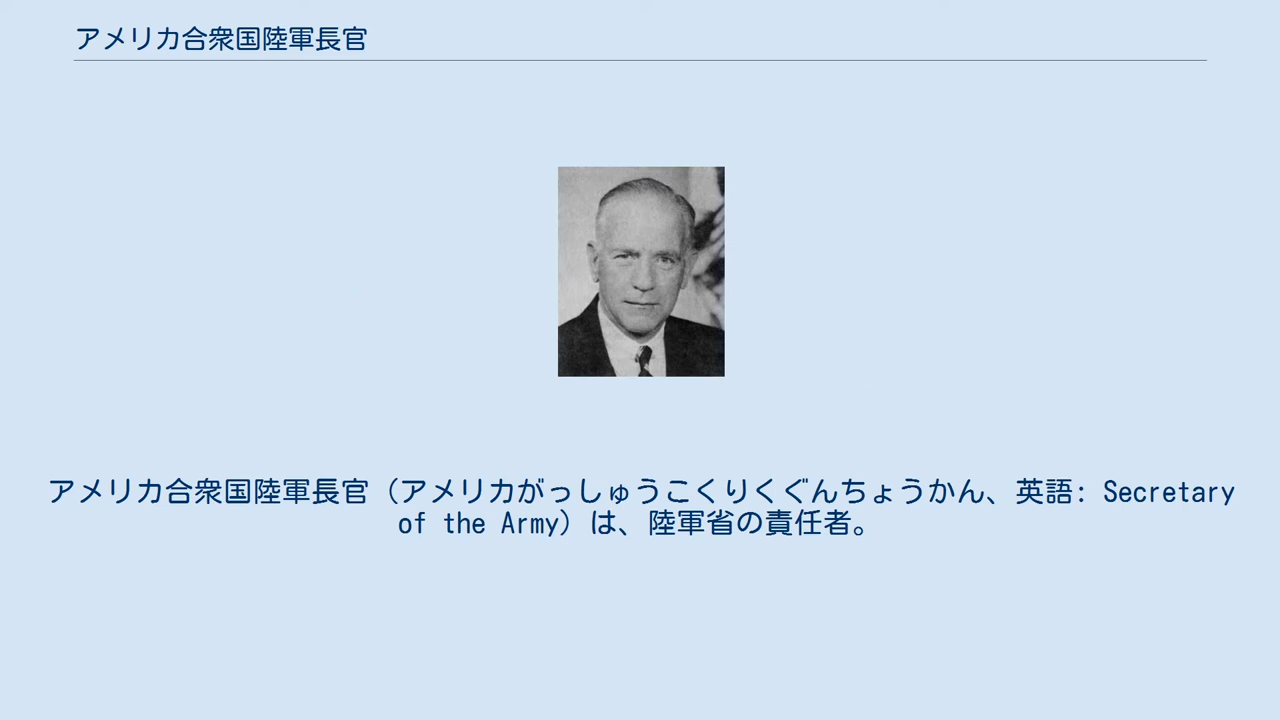 アメリカ合衆国陸軍長官
アメリカ合衆国陸軍長官（アメリカがっしゅうこくりくぐんちょうかん、英語: Secretary
of the Army）は、陸軍省の責任者。